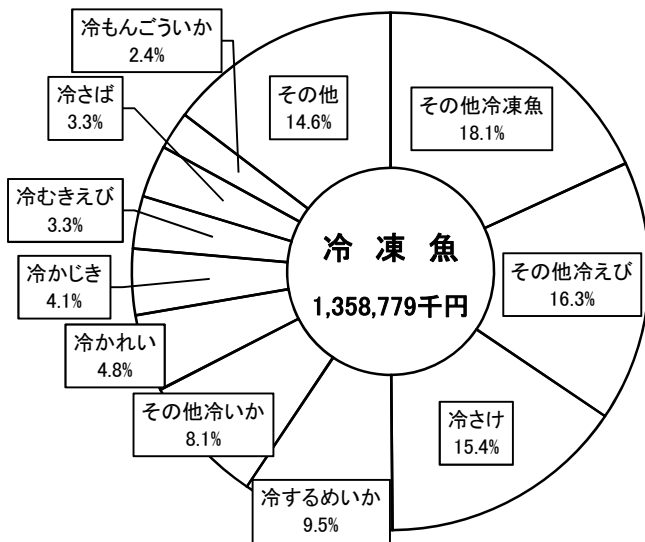 冷もんごういか
2.4%
冷さば
3.3%
冷むきえび
3.3%
冷かじき
4.1%
冷かれい
4.8%
その他冷いか
8.1%
冷するめいか
9.5%
冷さけ
15.4%
その他冷えび
16.3%
その他冷凍魚
18.1%
その他
14.6%
冷凍魚
1,358,779千円